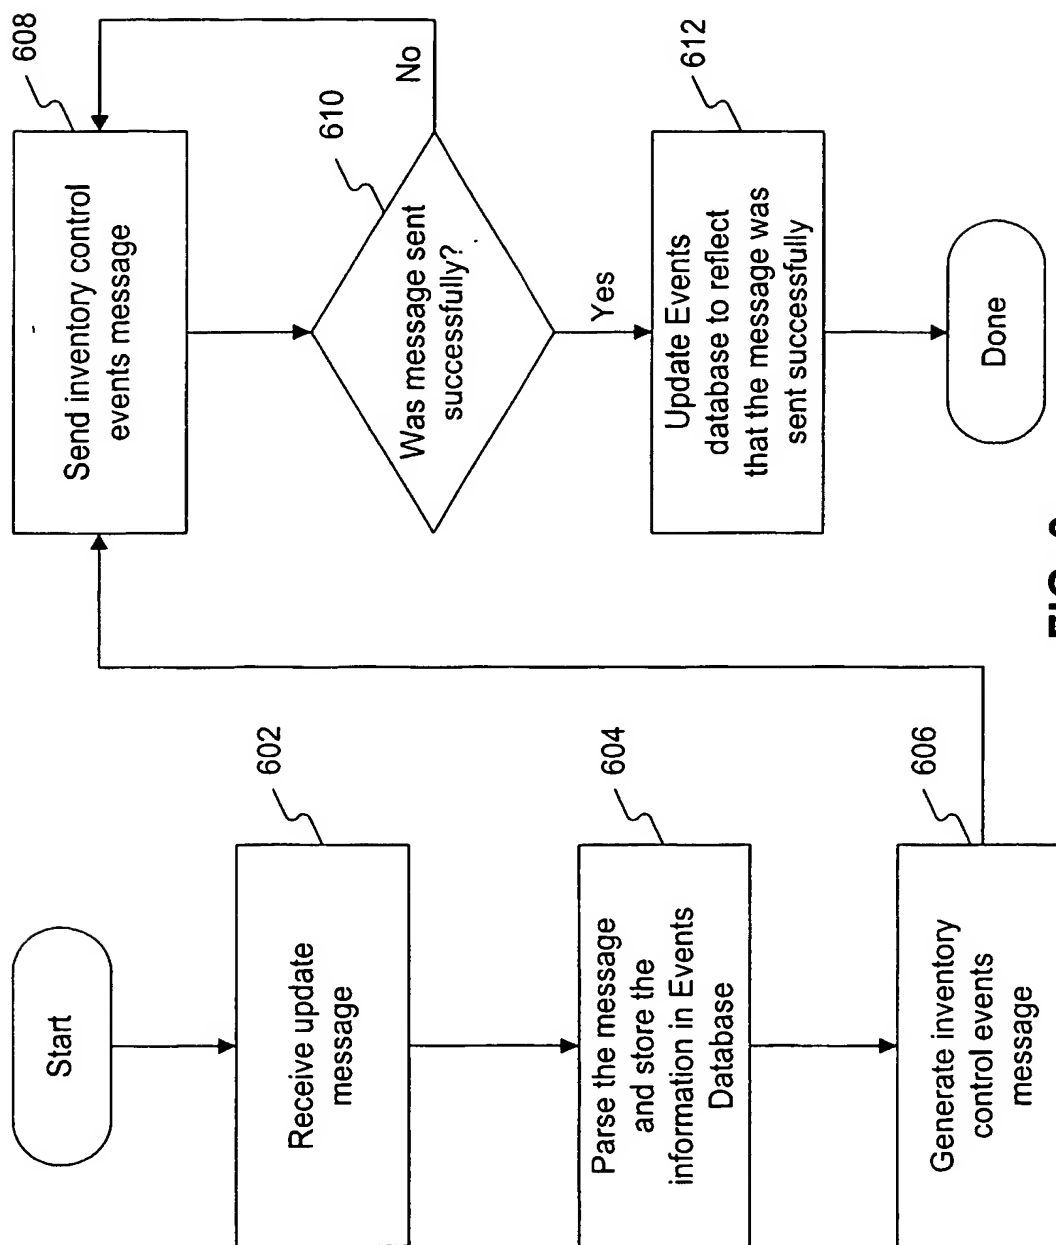 Start
602
Receive update
message
604
Parse the message
and store the
information in Events
Database
606
Generate inventory
control events
message
608
Send inventory control
events message
No
610
Was message sent
successfully?
Yes
612
Update Events
database to reflect
that the message was
sent successfully
Done
FIG.